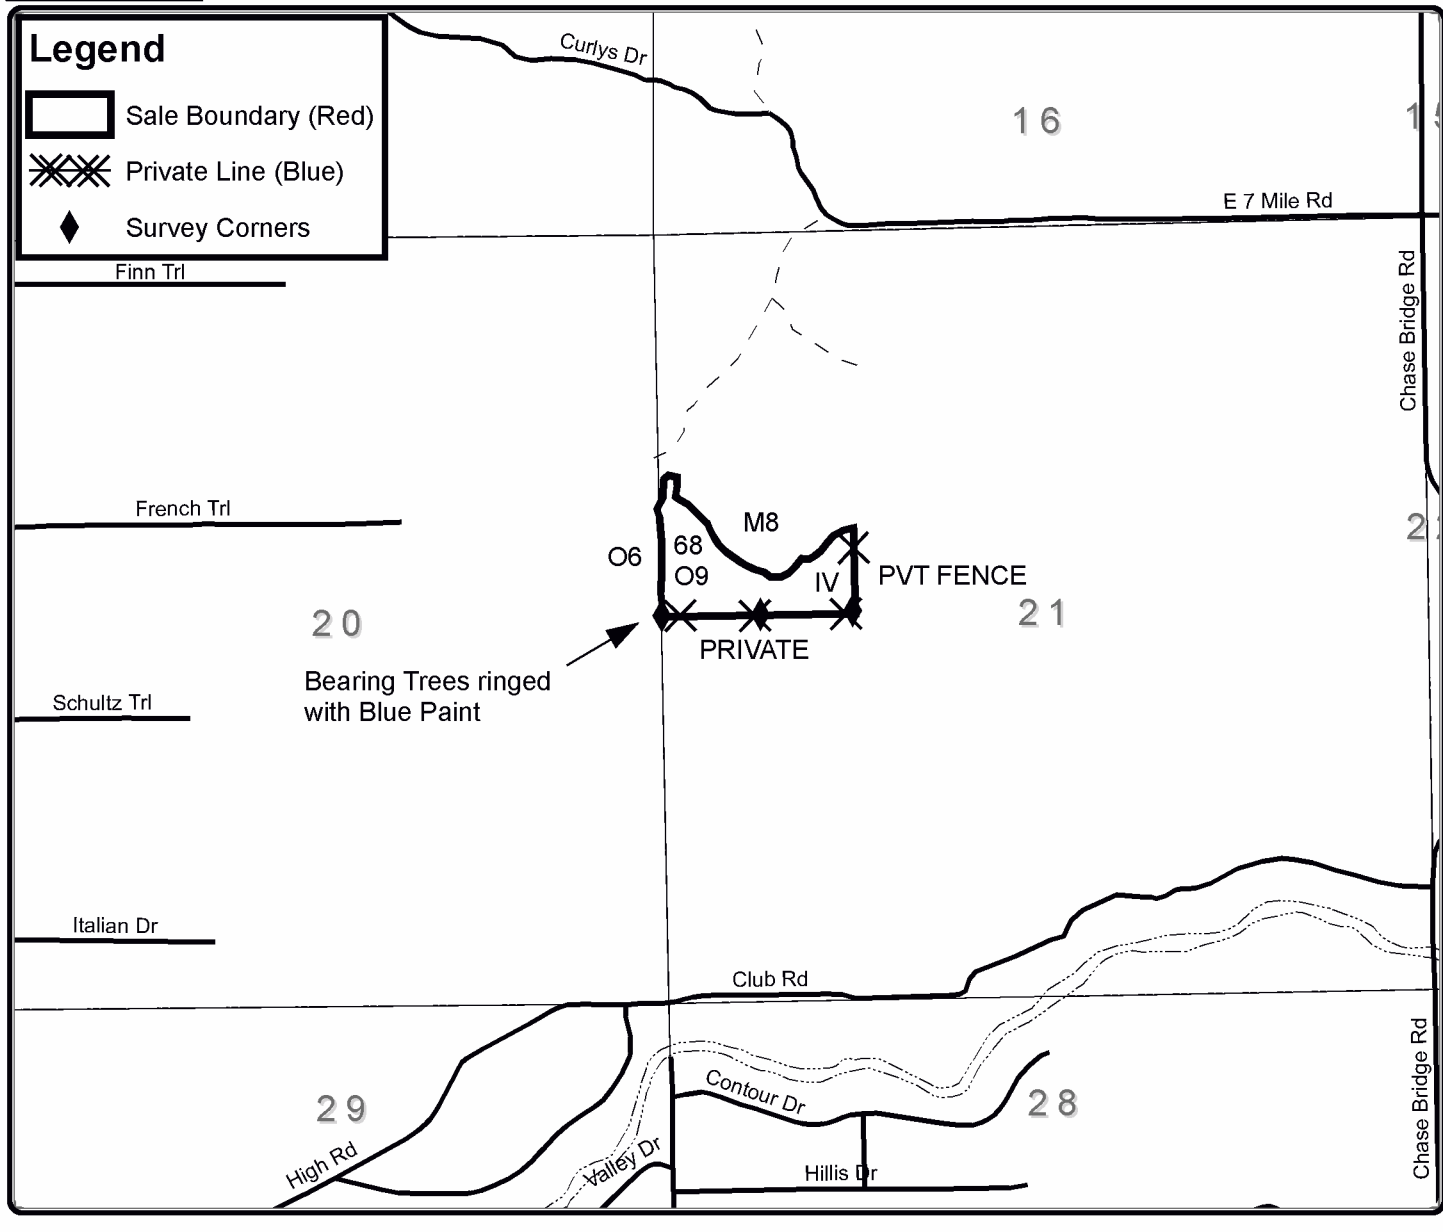 Legend
Sale Boundary (Red)
Private Line (Blue)
Survey Corners
Curlys Dr
16
15
E 7 Mile Rd
Finn Trl
Chase Bridge Rd
French Trl
M8
O6
68
O9
IV
PVT FENCE
20
21
PRIVATE
Bearing Trees ringed
with Blue Paint
Schultz Trl
Italian Dr
Club Rd
Chase Bridge Rd
Contour Dr
29
28
High Rd
Valley Dr
Hillis Dr